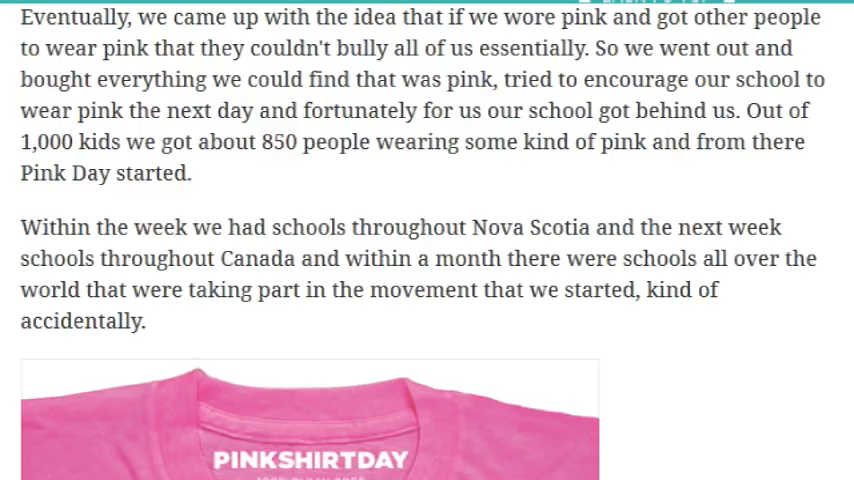 Eventually, we came up with the idea that if we wore pink and got other people
to wear pink that they couldn't bully all of us essentially. So we went out and
bought everything we could find that was pink, tried to encourage our school to
wear pink the next day and fortunately for us our school got behind us. Out of
1,000 kids we got about 850 people wearing some kind of pink and from there
Pink Day started.
Within the week we had schools throughout Nova Scotia and the next week
schools throughout Canada and within a month there were schools all over the
world that were taking part in the movement that we started, kind of
accidentally.
PINKSHIRTDAY